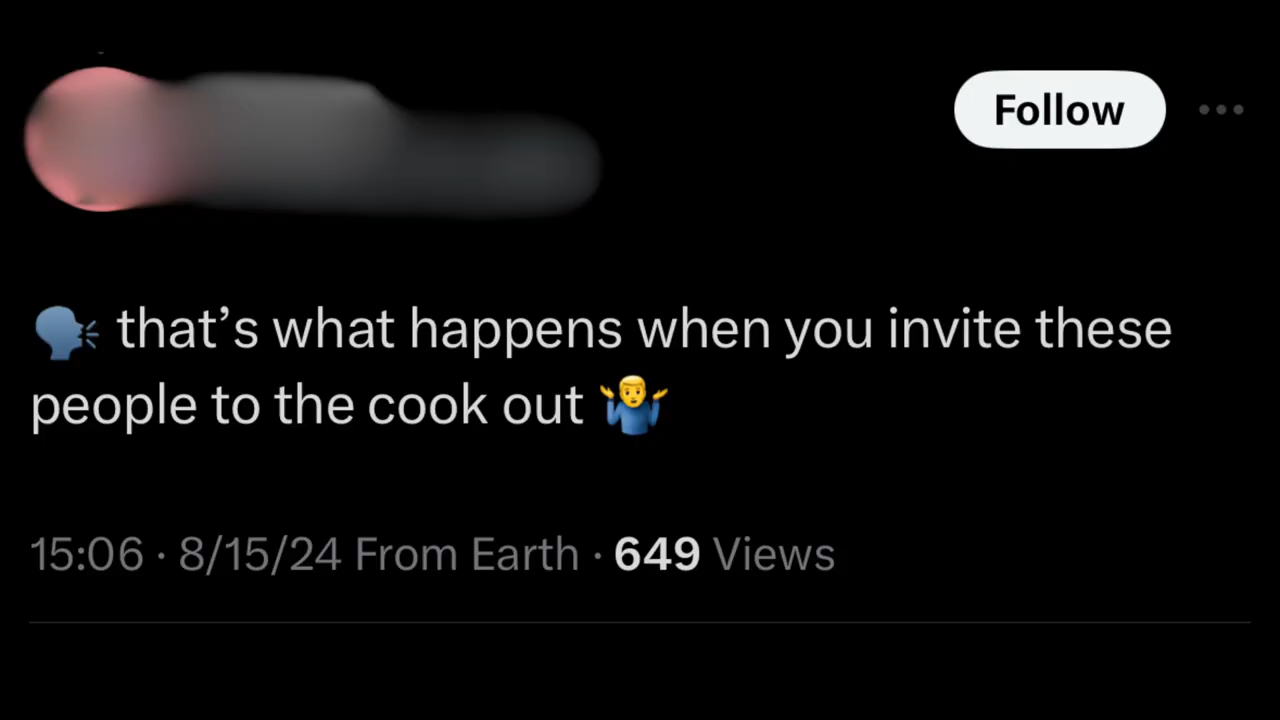 Follow
🗣️ that’s what happens when you invite these
people to the cook out 🤷‍♂️
15:06 · 8/15/24 From Earth · 649 Views